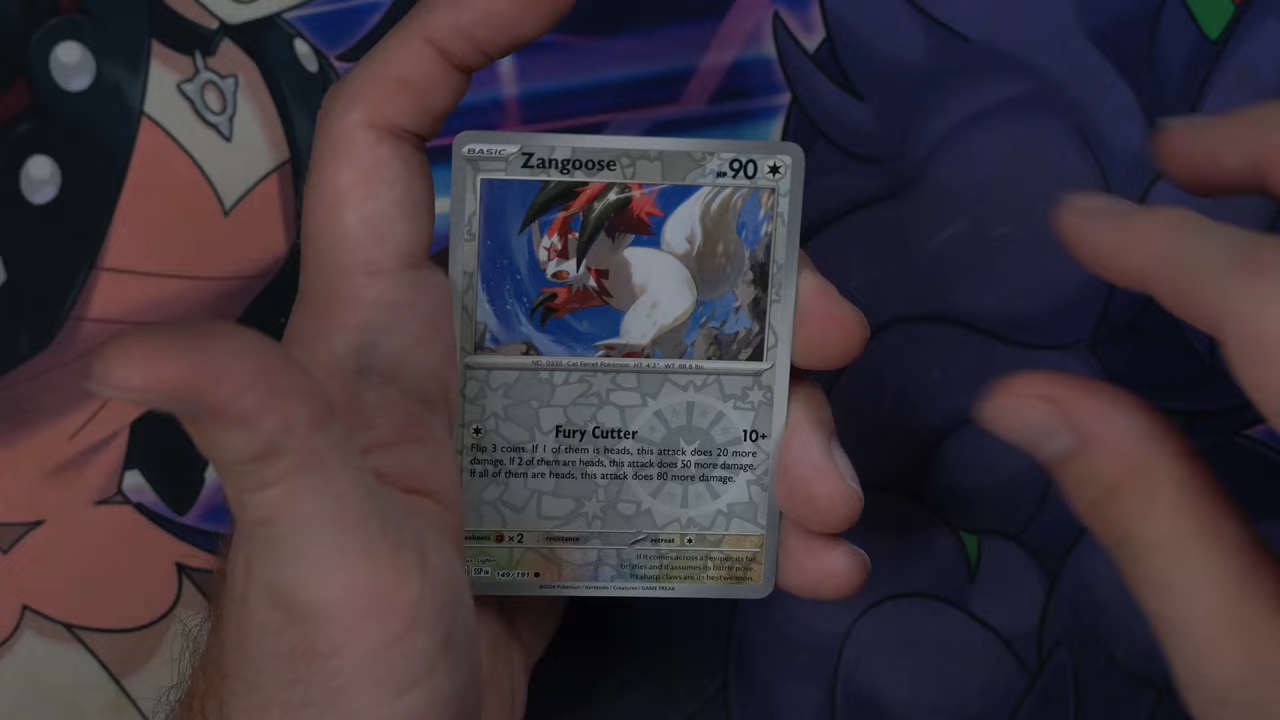 BASIC Zangoose HP 90
NO. 0335 Cat Ferret Pokémon HT: 4'3" WT: 88.8 lbs.
Fury Cutter 10+
Flip 3 coins. If 1 of them is heads, this attack does 20 more
damage. If 2 of them are heads, this attack does 50 more damage.
If all of them are heads, this attack does 80 more damage.
eakness ×2 resistance retreat
If it comes across a Seviper, its fur
bristles and it assumes its battle pose.
Its sharp claws are its best weapon.
SSP EN 149/191
©2024 Pokémon / Nintendo / Creatures / GAME FREAK